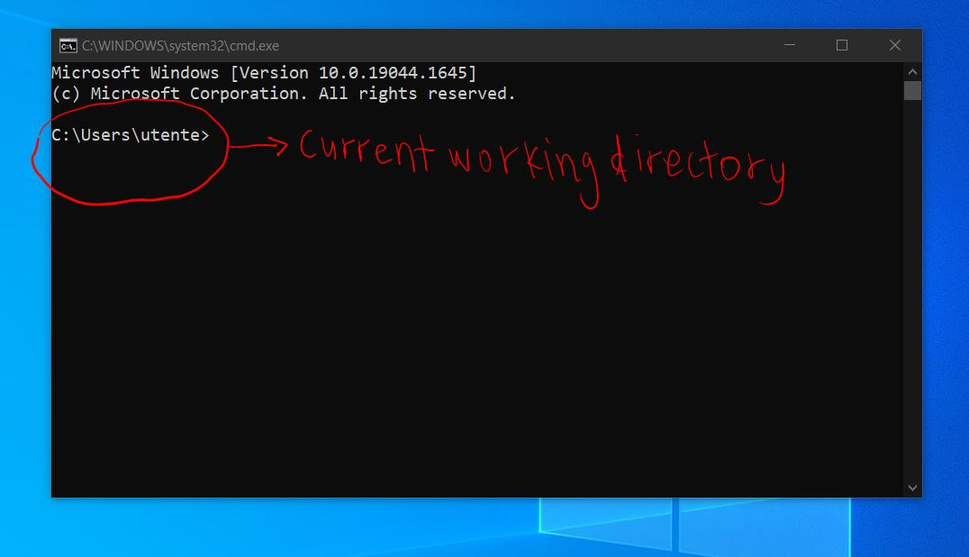 C:\WINDOWS\system32\cmd.exe
Microsoft Windows [Version 10.0.19044.1645]
(c) Microsoft Corporation. All rights reserved.
C:\Users\utente>
Current working directory